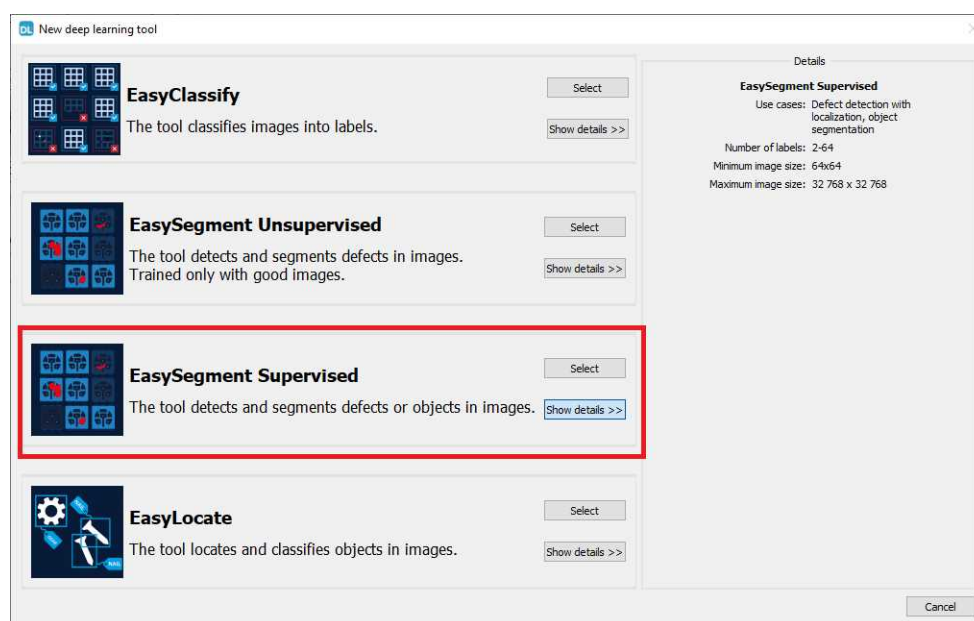 DL New deep learning tool
EasyClassify
The tool classifies images into labels.
Select
Show details >>
EasySegment Unsupervised
The tool detects and segments defects in images.
Trained only with good images.
Select
Show details >>
EasySegment Supervised
The tool detects and segments defects or objects in images.
Select
Show details >>
EasyLocate
The tool locates and classifies objects in images.
Select
Show details >>
NAIL
Details
EasySegment Supervised
Use cases: Defect detection with
localization, object
segmentation
Number of labels: 2-64
Minimum image size: 64x64
Maximum image size: 32 768 x 32 768
Cancel